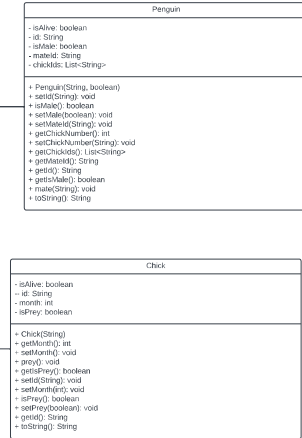 Penguin
- isAlive: boolean
- id: String
- isMale: boolean
- mateId: String
- chickIds: List<String>
+ Penguin(String, boolean)
+ setId(String): void
+ isMale(): boolean
+ setMale(boolean): void
+ setMateId(String): void
+ getChickNumber(): int
+ setChickNumber(String): void
+ getChickIds(): List<String>
+ getMateId(): String
+ getId(): String
+ getIsMale(): boolean
+ mate(String): void
+ toString(): String
Chick
- isAlive: boolean
-- id: String
- month: int
- isPrey: boolean
+ Chick(String)
+ getMonth(): int
+ setMonth(): void
+ prey(): void
+ getIsPrey(): boolean
+ setId(String): void
+ setMonth(int): void
+ isPrey(): boolean
+ setPrey(boolean): void
+ getId(): String
+ toString(): String